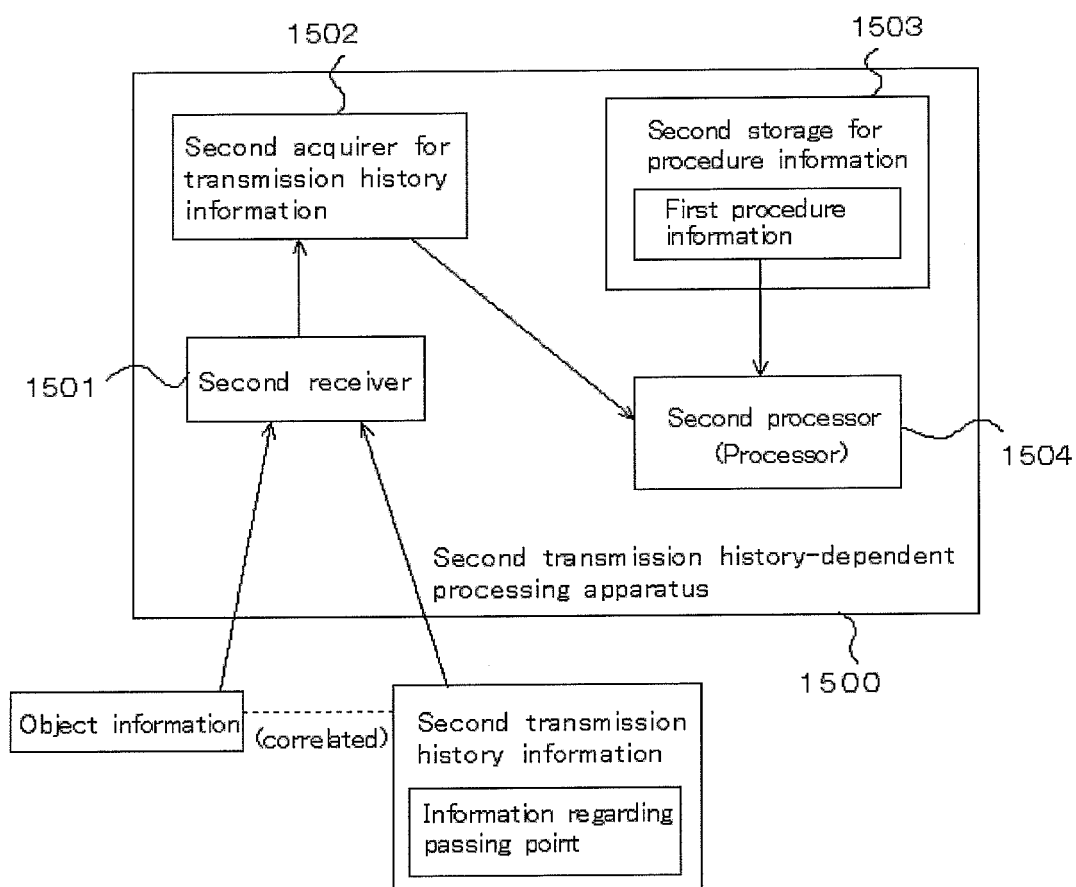 1502
1503
Second acquirer for
transmission history
information
Second storage for
procedure information
First procedure
information
1501
Second receiver
Second processor
(Processor)
1504
Second transmission history-dependent
processing apparatus
1500
Object information
(correlated)
Second transmission
history information
Information regarding
passing point